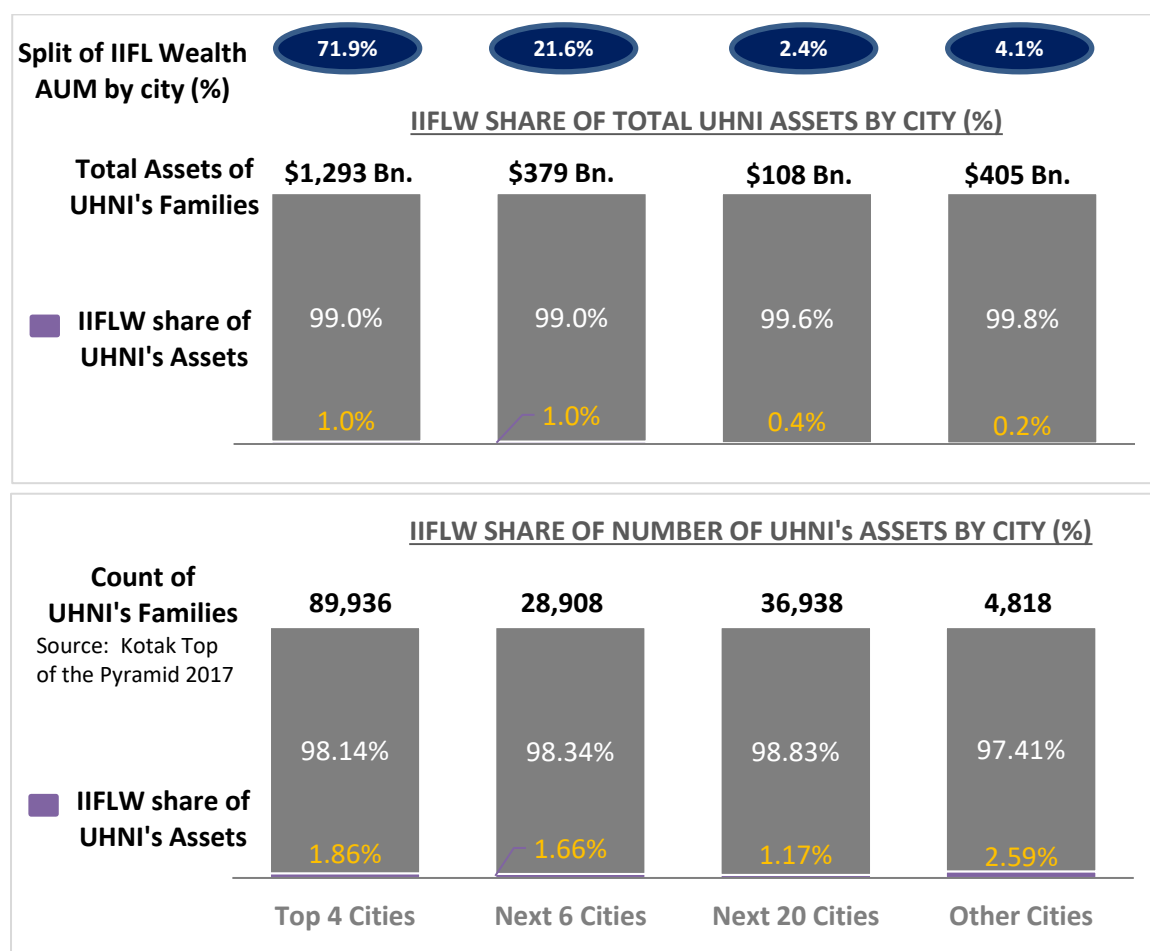 Split of IIFL Wealth
AUM by city (%)
71.9%
21.6%
2.4%
4.1%
IIFLW SHARE OF TOTAL UHNI ASSETS BY CITY (%)
Total Assets of
UHNI's Families
$1,293 Bn.
$379 Bn.
$108 Bn.
$405 Bn.
IIFLW share of
UHNI's Assets
99.0%
99.0%
99.6%
99.8%
1.0%
1.0%
0.4%
0.2%
IIFLW SHARE OF NUMBER OF UHNI's ASSETS BY CITY (%)
Count of
UHNI's Families
Source: Kotak Top
of the Pyramid 2017
89,936
28,908
36,938
4,818
98.14%
98.34%
98.83%
97.41%
IIFLW share of
UHNI's Assets
1.86%
1.66%
1.17%
2.59%
Top 4 Cities
Next 6 Cities
Next 20 Cities
Other Cities